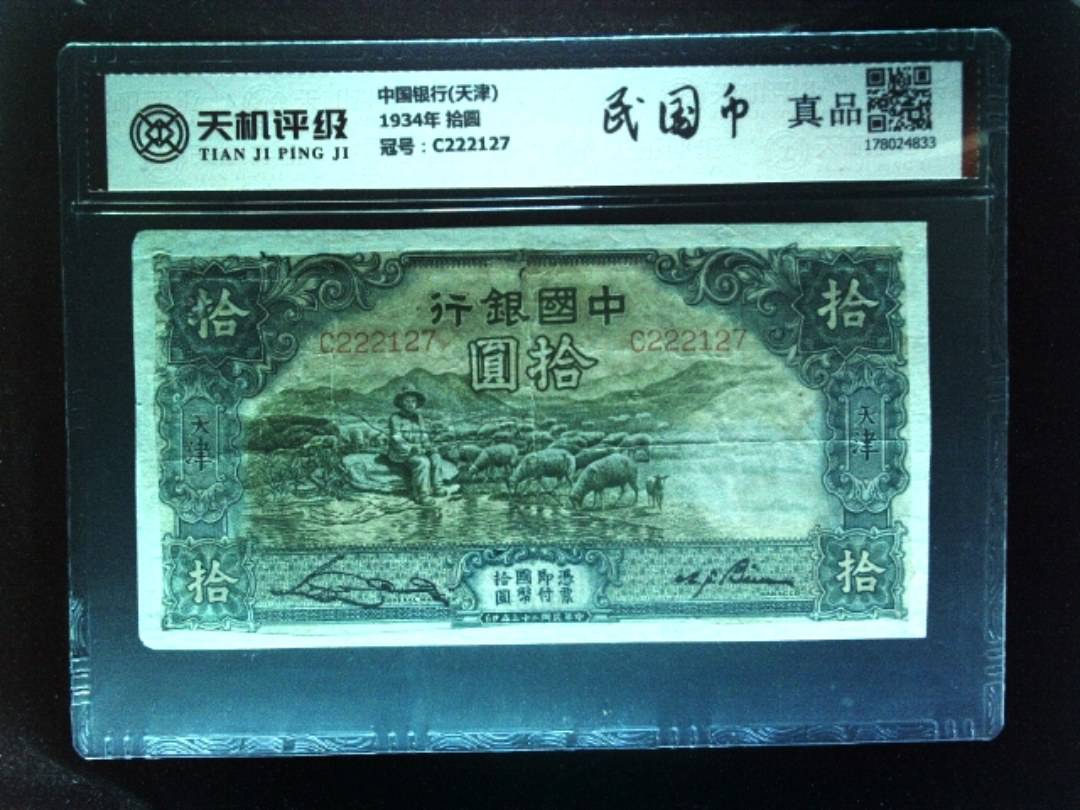 天机评级
TIAN JI PING JI
中国银行(天津)
1934年 拾圆
冠号：C222127
民国币
真品
178024833
拾
行銀國中
拾
C222127
C222127
圓拾
天津
天津
拾
拾國即憑
圓幣付票
拾